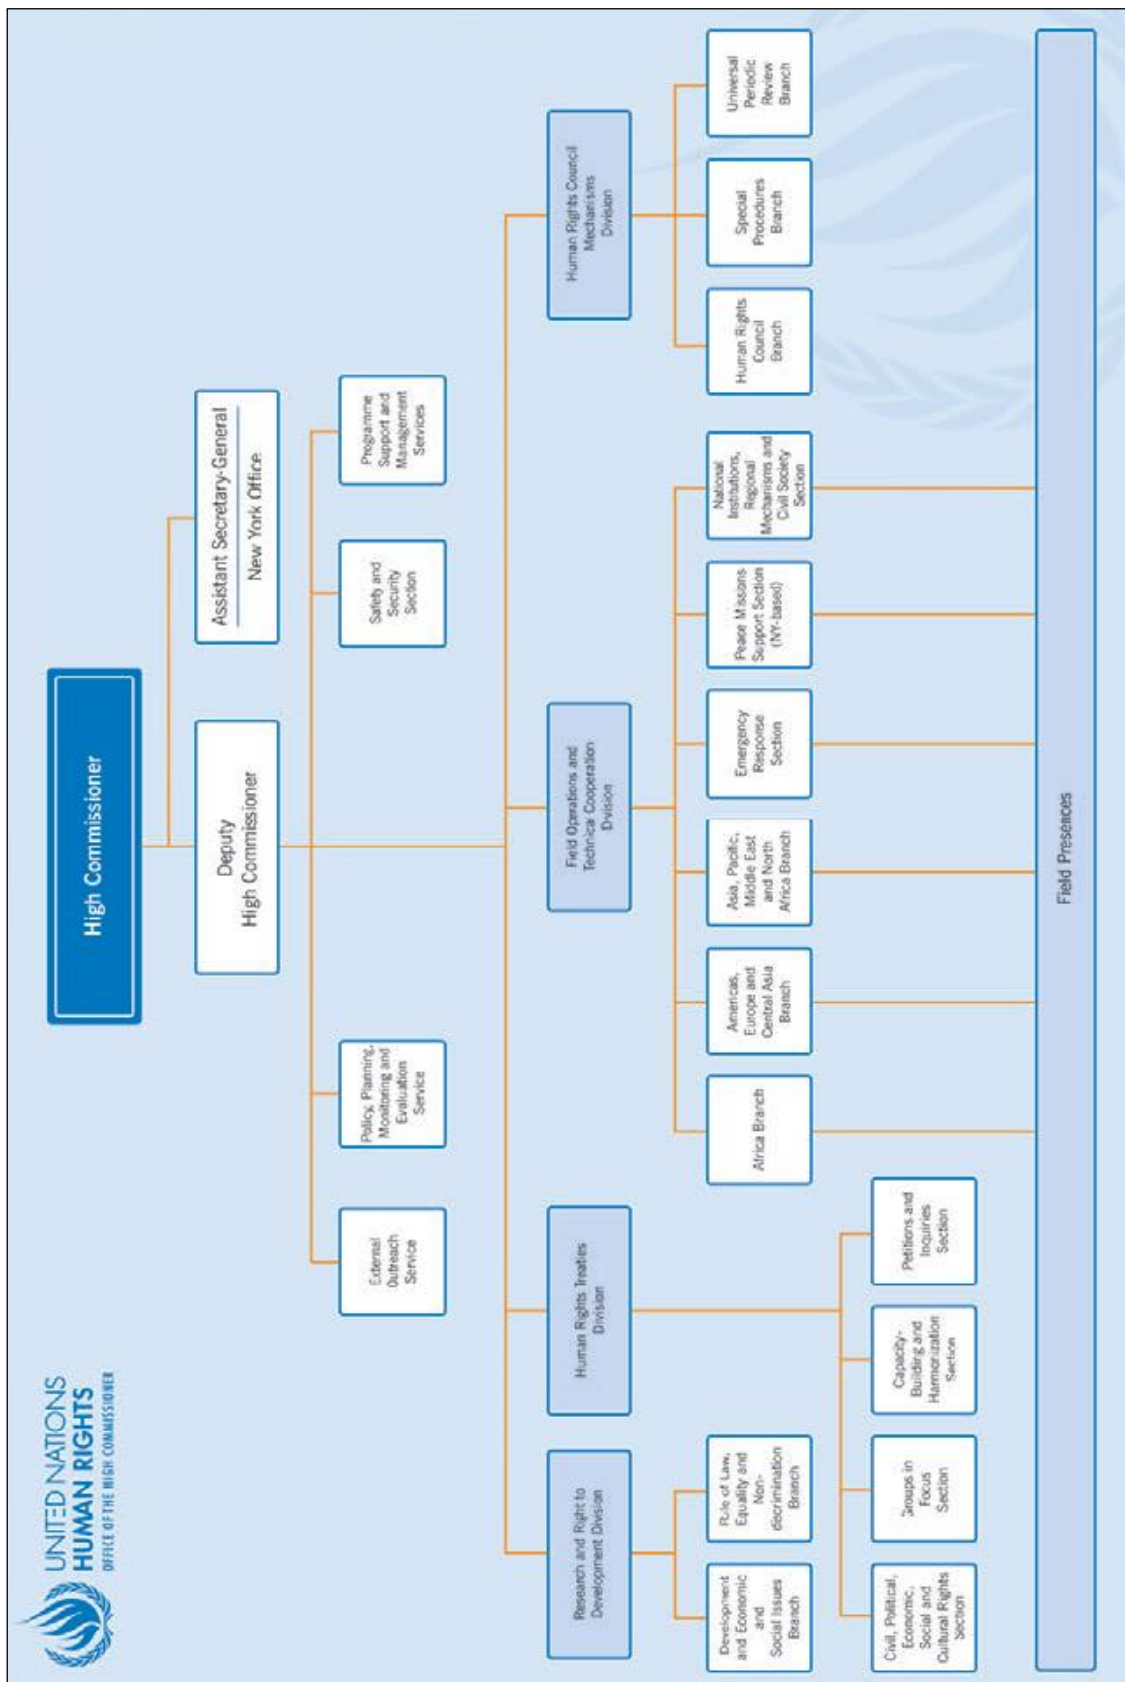 UNITED NATIONS
HUMAN RIGHTS
OFFICE OF THE HIGH COMMISSIONER
High Commissioner
Deputy
High Commissioner
Assistant Secretary-General
New York Office
External
Outreach
Service
Policy, Planning,
Monitoring and
Evaluation
Service
Safety and
Security
Section
Programme
Support and
Management
Services
Research and Right to
Development Division
Human Rights Treaties
Division
Field Operations and
Technical Cooperation
Division
Human Rights Council
Mechanisms
Division
Development
and Economic
and
Social Issues
Branch
Rule of Law,
Equality and
Non-
discrimination
Branch
Africa Branch
Americas,
Europe and
Central Asia
Branch
Asia, Pacific,
Middle East
and North
Africa Branch
Emergency
Response
Section
Peace Missions
Support Section
(NY-based)
National
Institutions,
Regional
Mechanisms and
Civil Society
Section
Human Rights
Council
Branch
Special
Procedures
Branch
Universal
Periodic
Review
Branch
Civil, Political,
Economic,
Social and
Cultural Rights
Section
Groups in
Focus
Section
Capacity-
Building and
Harmonization
Section
Petitions and
Inquiries
Section
Field Presences